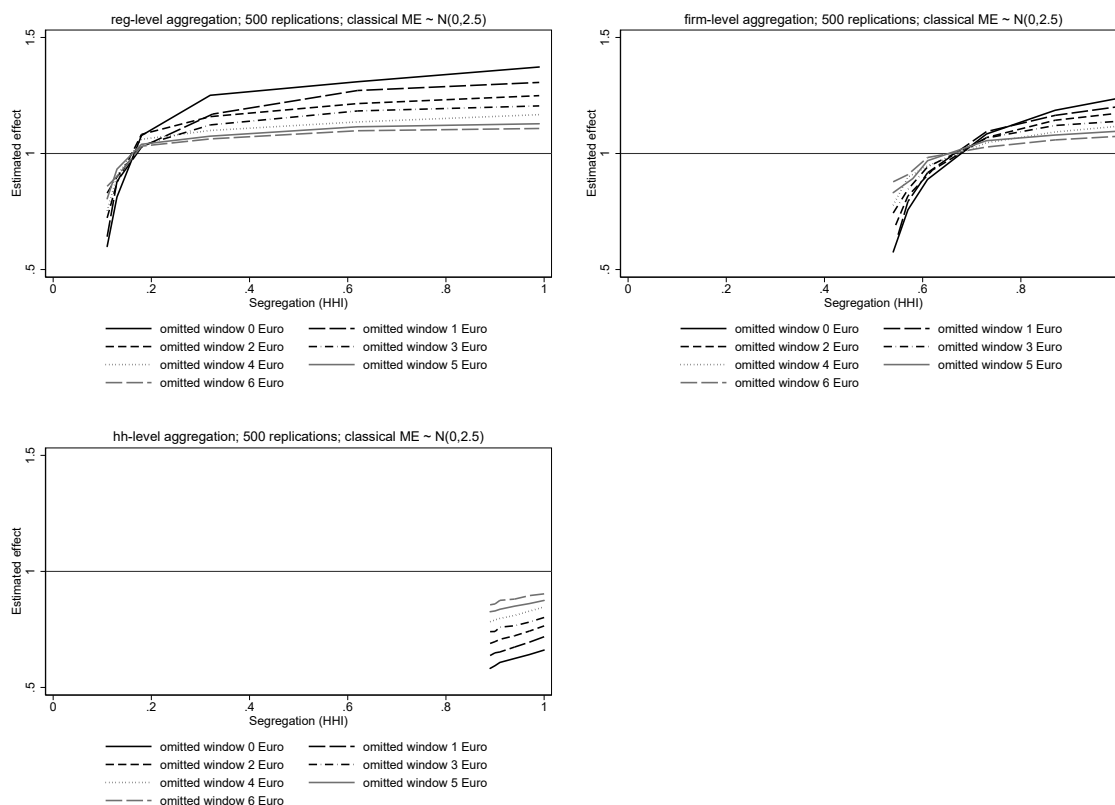 reg-level aggregation; 500 replications; classical ME ~ N(0,2.5)
1.5
1
.5
Estimated effect
0 .2 .4 .6 .8 1
Segregation (HHI)
omitted window 0 Euro omitted window 1 Euro
omitted window 2 Euro omitted window 3 Euro
omitted window 4 Euro omitted window 5 Euro
omitted window 6 Euro
firm-level aggregation; 500 replications; classical ME ~ N(0,2.5)
1.5
1
.5
Estimated effect
0 .2 .4 .6 .8
Segregation (HHI)
omitted window 0 Euro omitted window 1 Euro
omitted window 2 Euro omitted window 3 Euro
omitted window 4 Euro omitted window 5 Euro
omitted window 6 Euro
hh-level aggregation; 500 replications; classical ME ~ N(0,2.5)
1.5
1
.5
Estimated effect
0 .2 .4 .6 .8 1
Segregation (HHI)
omitted window 0 Euro omitted window 1 Euro
omitted window 2 Euro omitted window 3 Euro
omitted window 4 Euro omitted window 5 Euro
omitted window 6 Euro